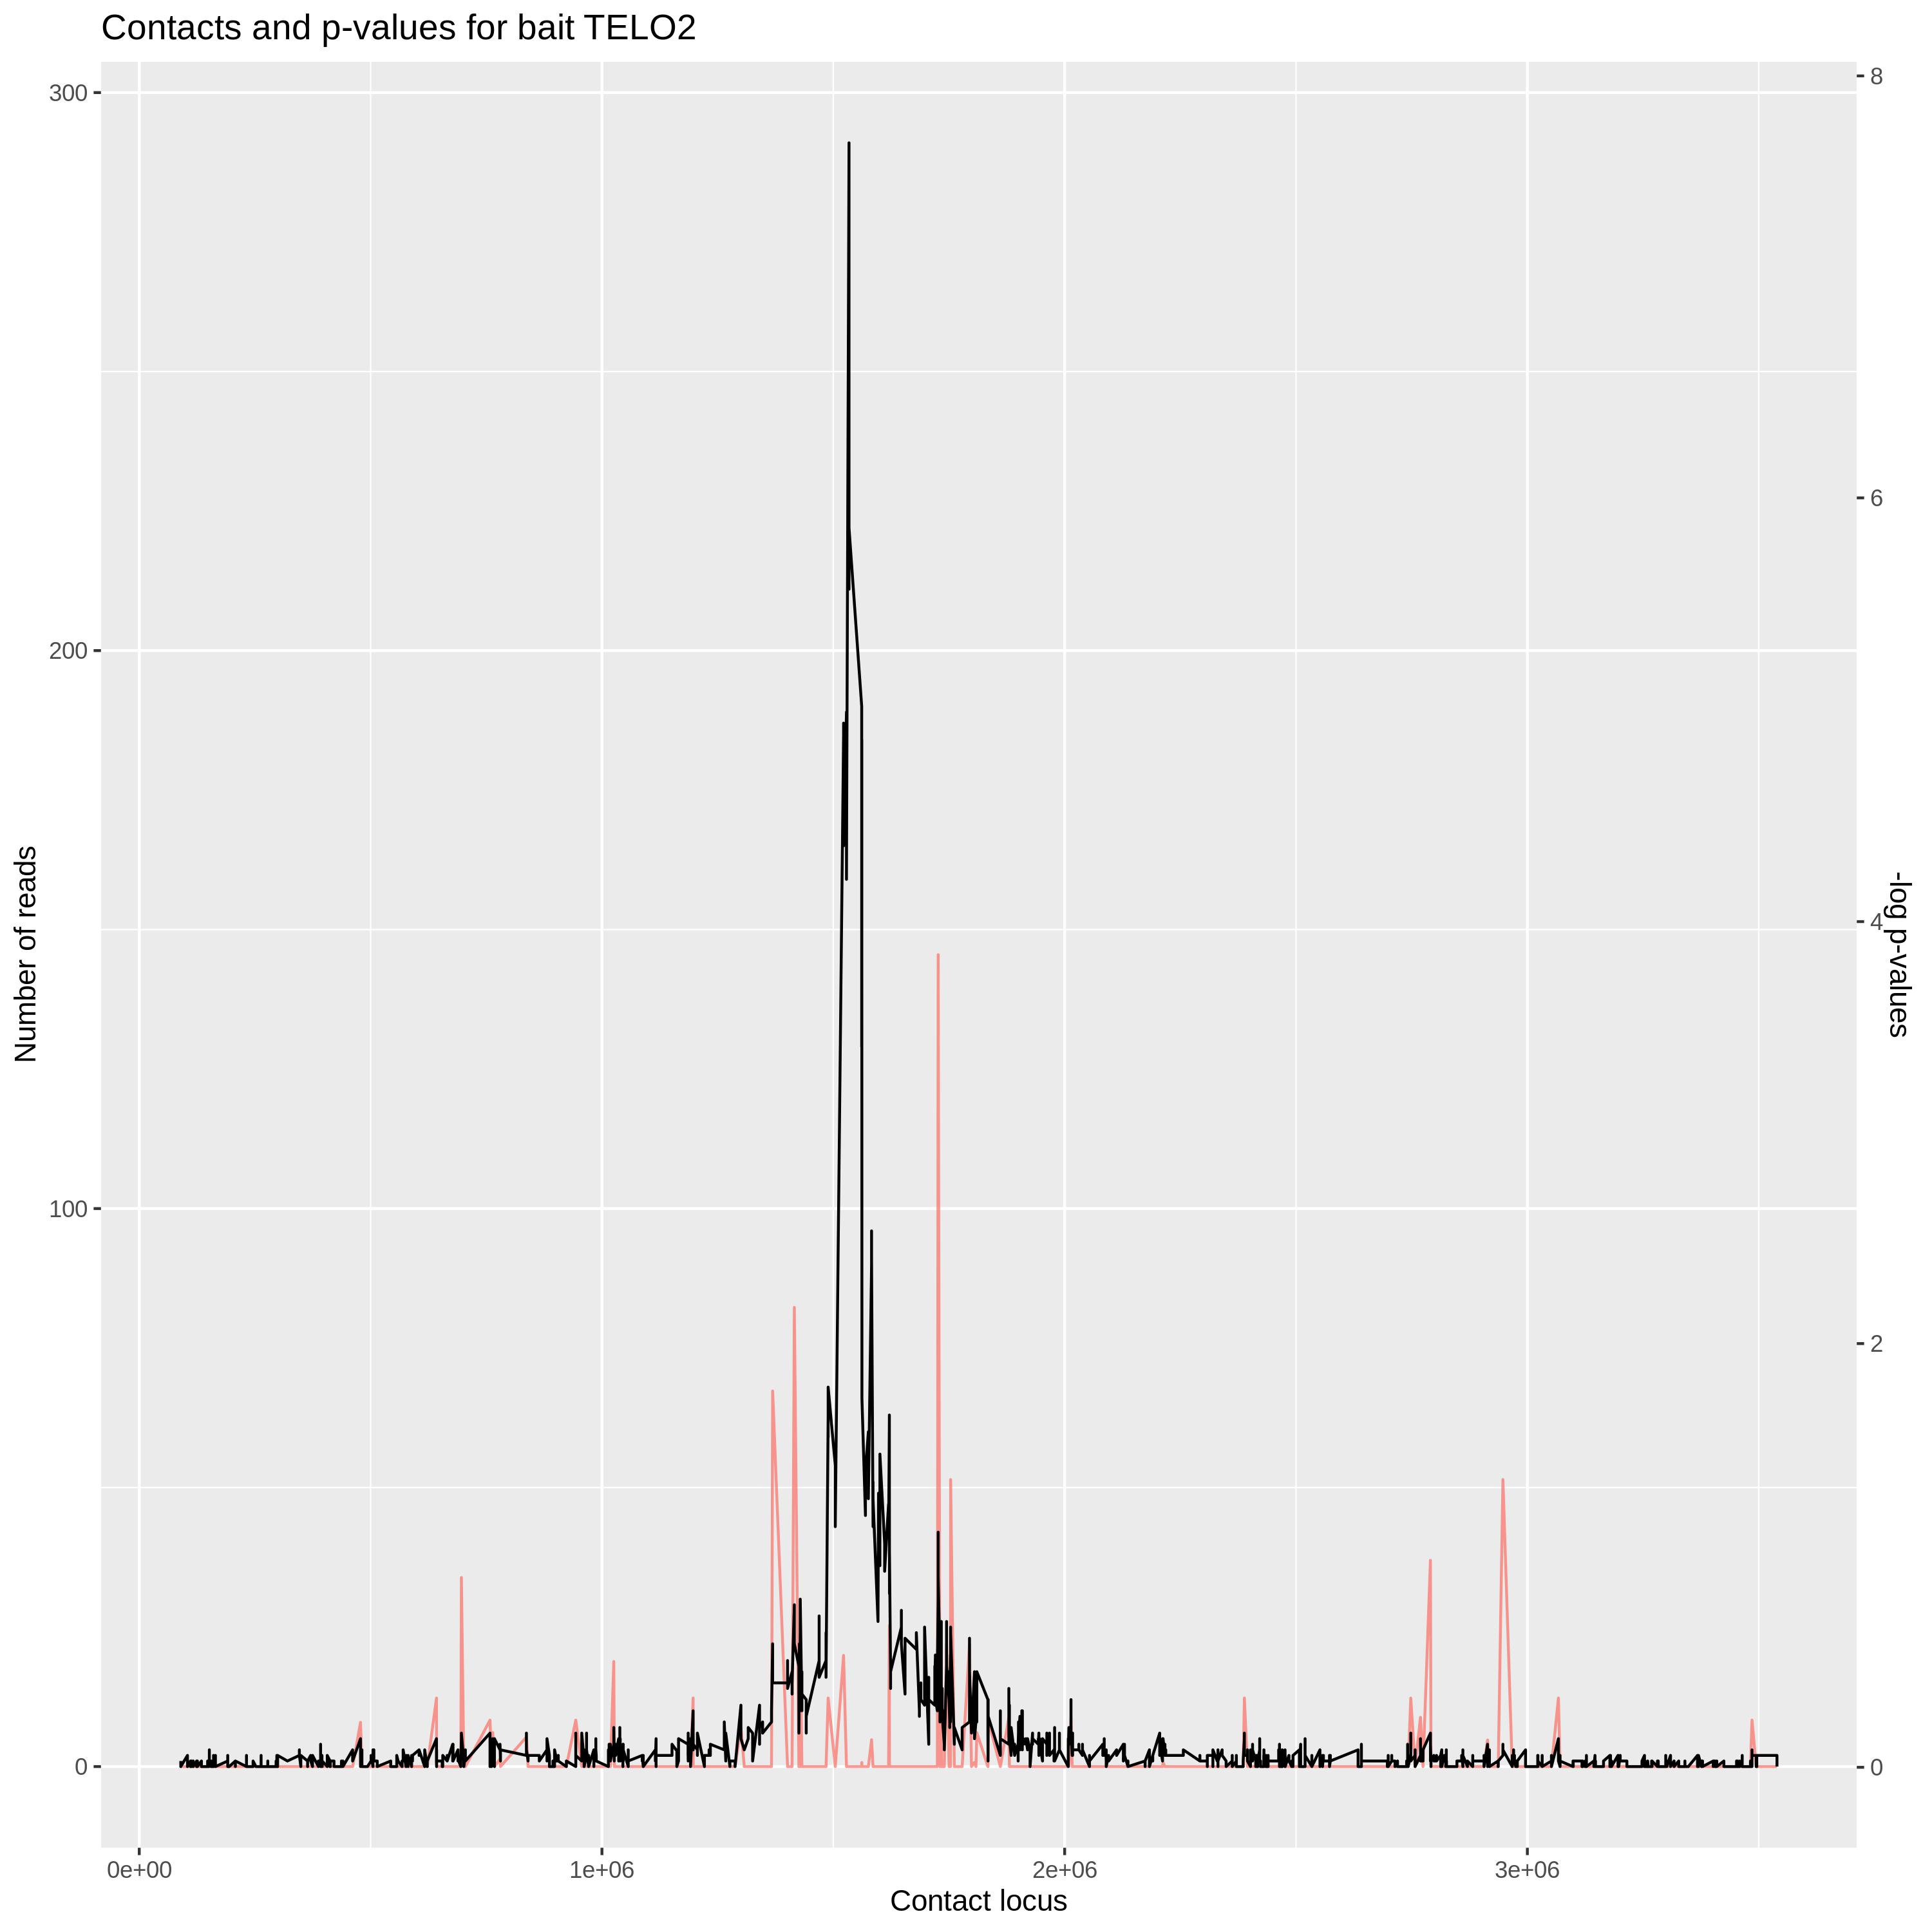 Contacts and p-values for bait TELO2
300
200
100
0
Number of reads
8
6
4
2
0
-log p-values
0e+00 1e+06 2e+06 3e+06
Contact locus